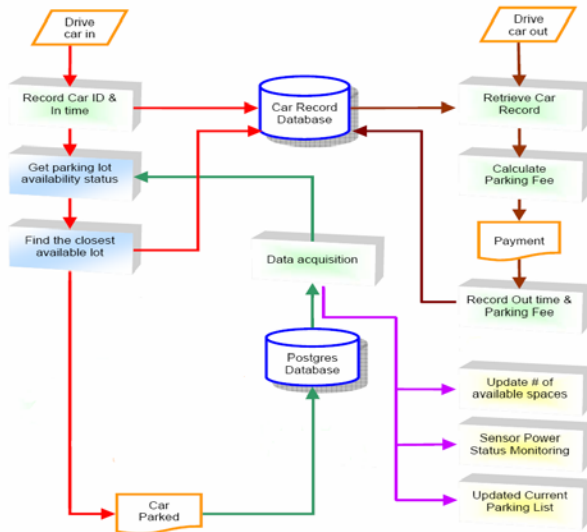 Drive
car in
Drive
car out
Record Car ID &
In time
Car Record
Database
Retrieve Car
Record
Get parking lot
availability status
Calculate
Parking Fee
Find the closest
available lot
Data acquisition
Payment
Record Out time &
Parking Fee
Postgres
Database
Update # of
available spaces
Sensor Power
Status Monitoring
Car
Parked
Updated Current
Parking List